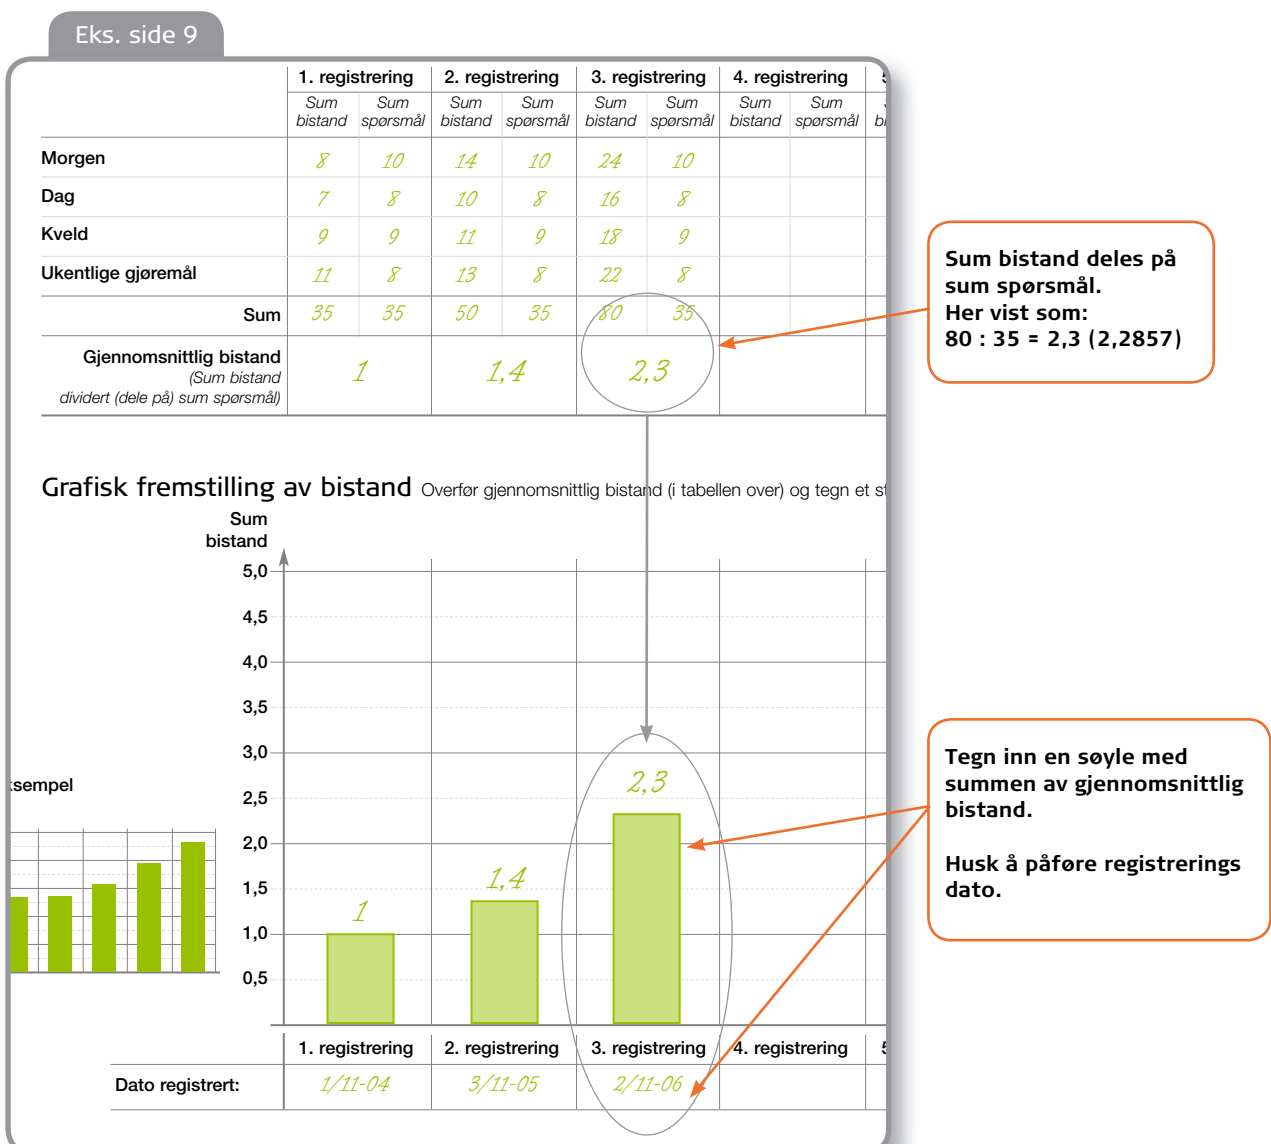 Eks. side 9
1. registrering 2. registrering 3. registrering 4. registrering
Sum Sum Sum Sum Sum Sum Sum Sum
bistand spørsmål bistand spørsmål bistand spørsmål bistand spørsmål
Morgen 8 10 14 10 24 10
Dag 7 8 10 8 16 8
Kveld 9 9 11 9 18 9
Ukentlige gjøremål 11 8 13 8 22 8
Sum 35 35 50 35 80 35
Gjennomsnittlig bistand
(Sum bistand
dividert (dele på) sum spørsmål)
1 1,4 2,3
Sum bistand deles på
sum spørsmål.
Her vist som:
80 : 35 = 2,3 (2,2857)
Grafisk fremstilling av bistand Overfør gjennomsnittlig bistand (i tabellen over) og tegn et
Sum
bistand
5,0
4,5
4,0
3,5
3,0
2,5
2,0
1,5
1,0
0,5
1 1,4 2,3
ksempel
1. registrering 2. registrering 3. registrering 4. registrering
Dato registrert: 1/11-04 3/11-05 2/11-06
Tegn inn en søyle med
summen av gjennomsnittlig
bistand.
Husk å påføre registrerings
dato.